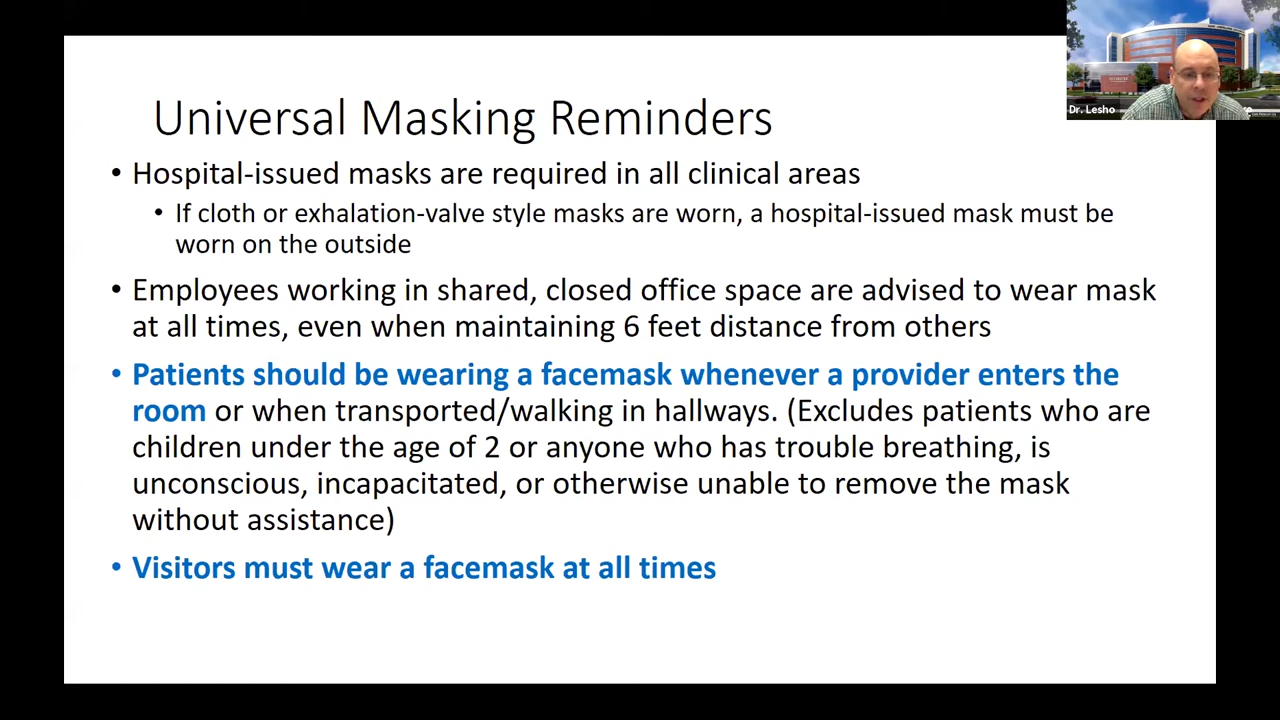 Universal Masking Reminders
• Hospital-issued masks are required in all clinical areas
• If cloth or exhalation-valve style masks are worn, a hospital-issued mask must be
worn on the outside
• Employees working in shared, closed office space are advised to wear mask
at all times, even when maintaining 6 feet distance from others
• Patients should be wearing a facemask whenever a provider enters the
room or when transported/walking in hallways. (Excludes patients who are
children under the age of 2 or anyone who has trouble breathing, is
unconscious, incapacitated, or otherwise unable to remove the mask
without assistance)
• Visitors must wear a facemask at all times
Dr. Lesho